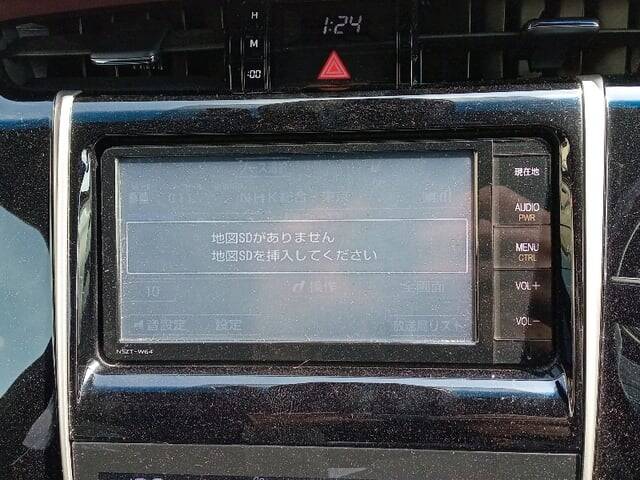 H
1:24
M
:00
現在地
AUDIO
PWR
地図SDがありません
MENU
CTRL
地図SDを挿入してください
VOL+
10
操作
全画面
音設定
設定
放送局リスト
VOL-
NSZT-W64